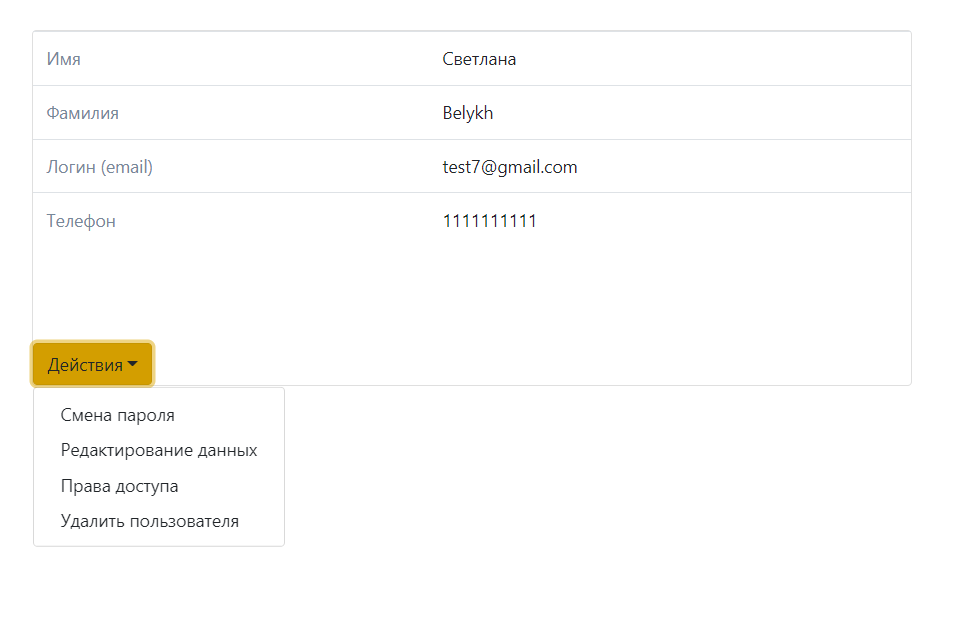 Имя Светлана
Фамилия Belykh
Логин (email) test7@gmail.com
Телефон 1111111111
Действия
Смена пароля
Редактирование данных
Права доступа
Удалить пользователя